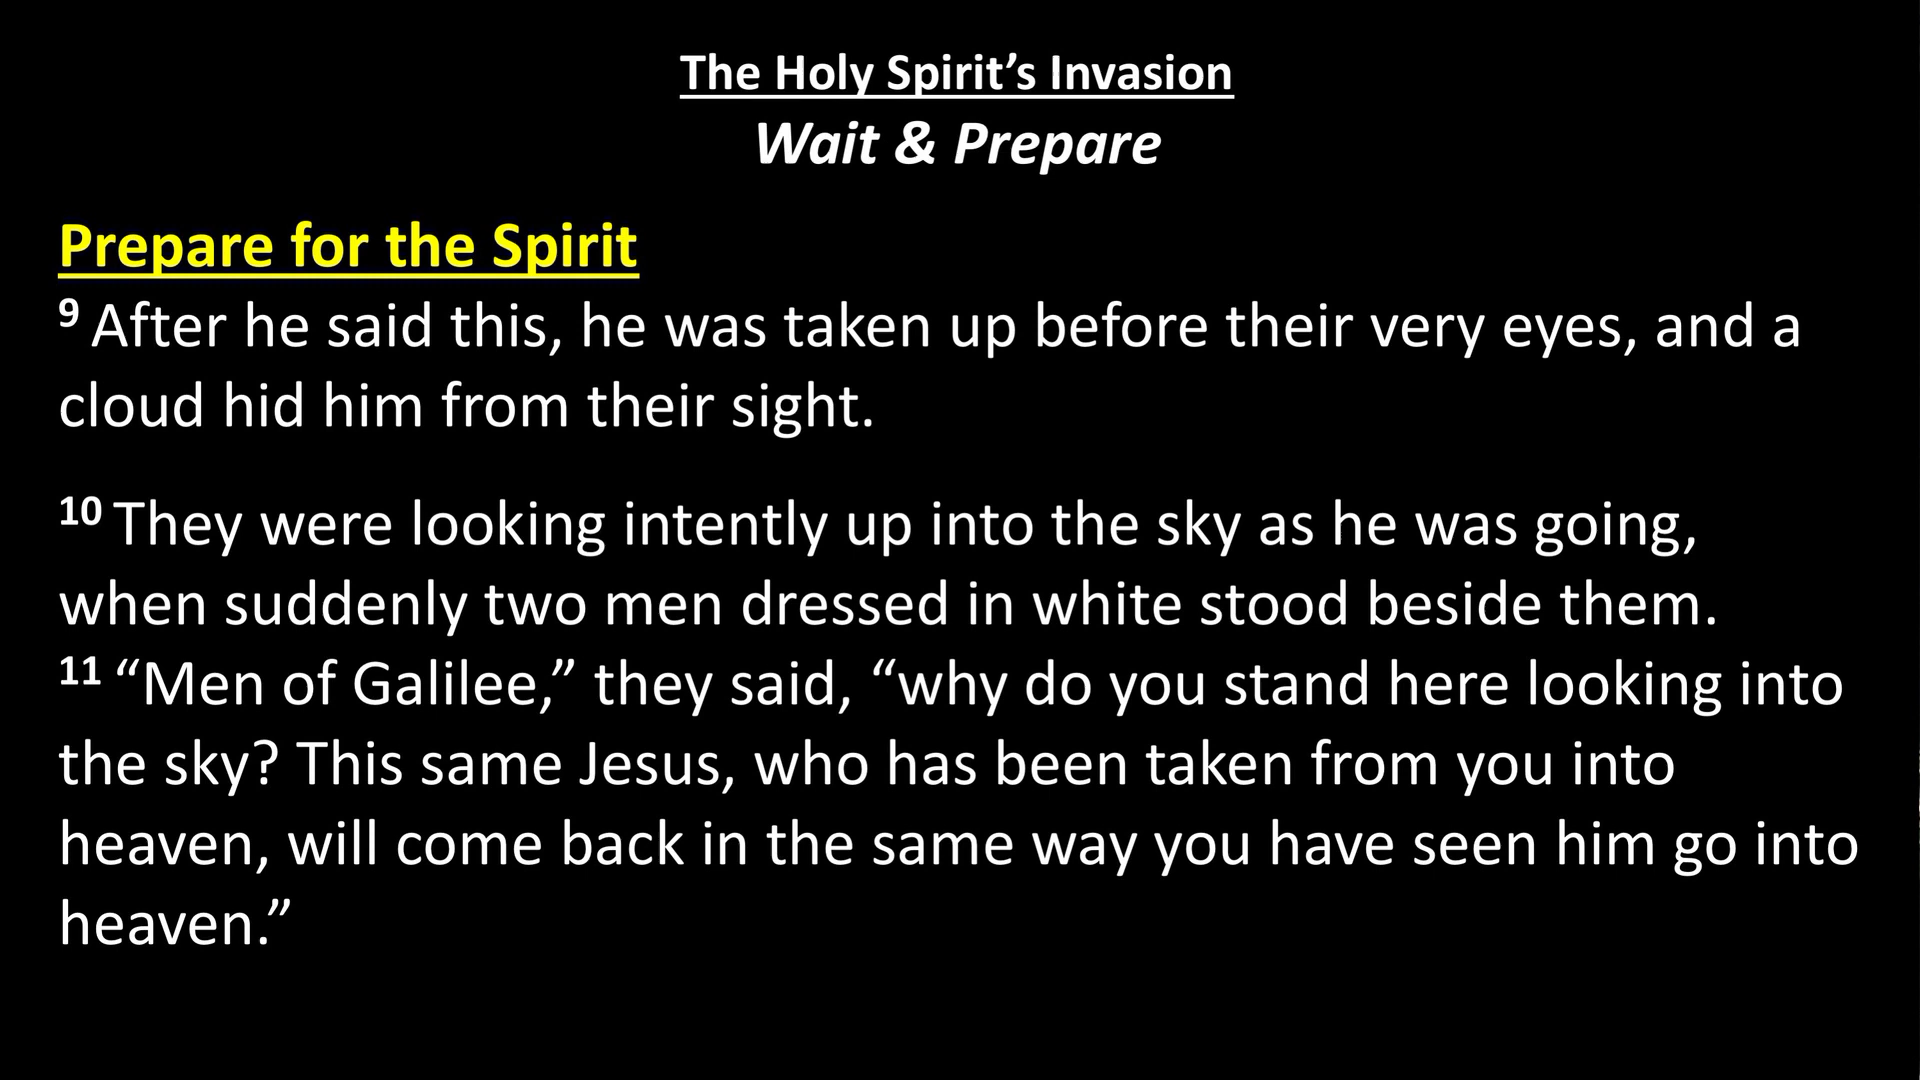 The Holy Spirit’s Invasion
Wait & Prepare
Prepare for the Spirit
9 After he said this, he was taken up before their very eyes, and a
cloud hid him from their sight.
10 They were looking intently up into the sky as he was going,
when suddenly two men dressed in white stood beside them.
11 “Men of Galilee,” they said, “why do you stand here looking into
the sky? This same Jesus, who has been taken from you into
heaven, will come back in the same way you have seen him go into
heaven.”